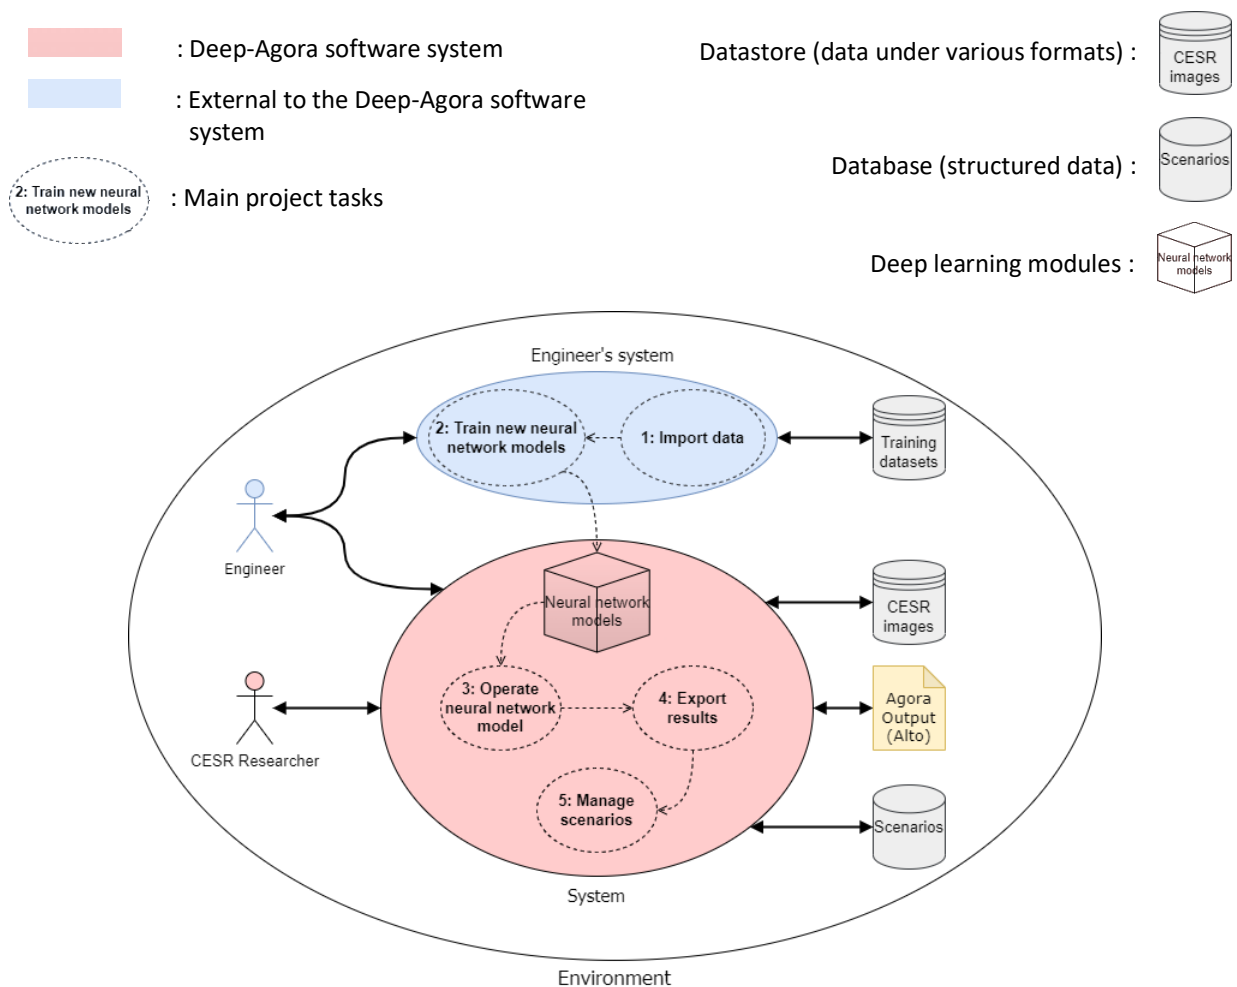 : Deep-Agora software system
: External to the Deep-Agora software
system
2: Train new neural
network models
: Main project tasks
Datastore (data under various formats) :
CESR
images
Database (structured data) :
Scenarios
Deep learning modules :
Neural network
models
Engineer's system
2: Train new neural
network models
1: Import data
Training
datasets
Engineer
Neural network
models
CESR
images
3: Operate
neural network
model
4: Export
results
Agora
Output
(Alto)
CESR Researcher
5: Manage
scenarios
Scenarios
System
Environment